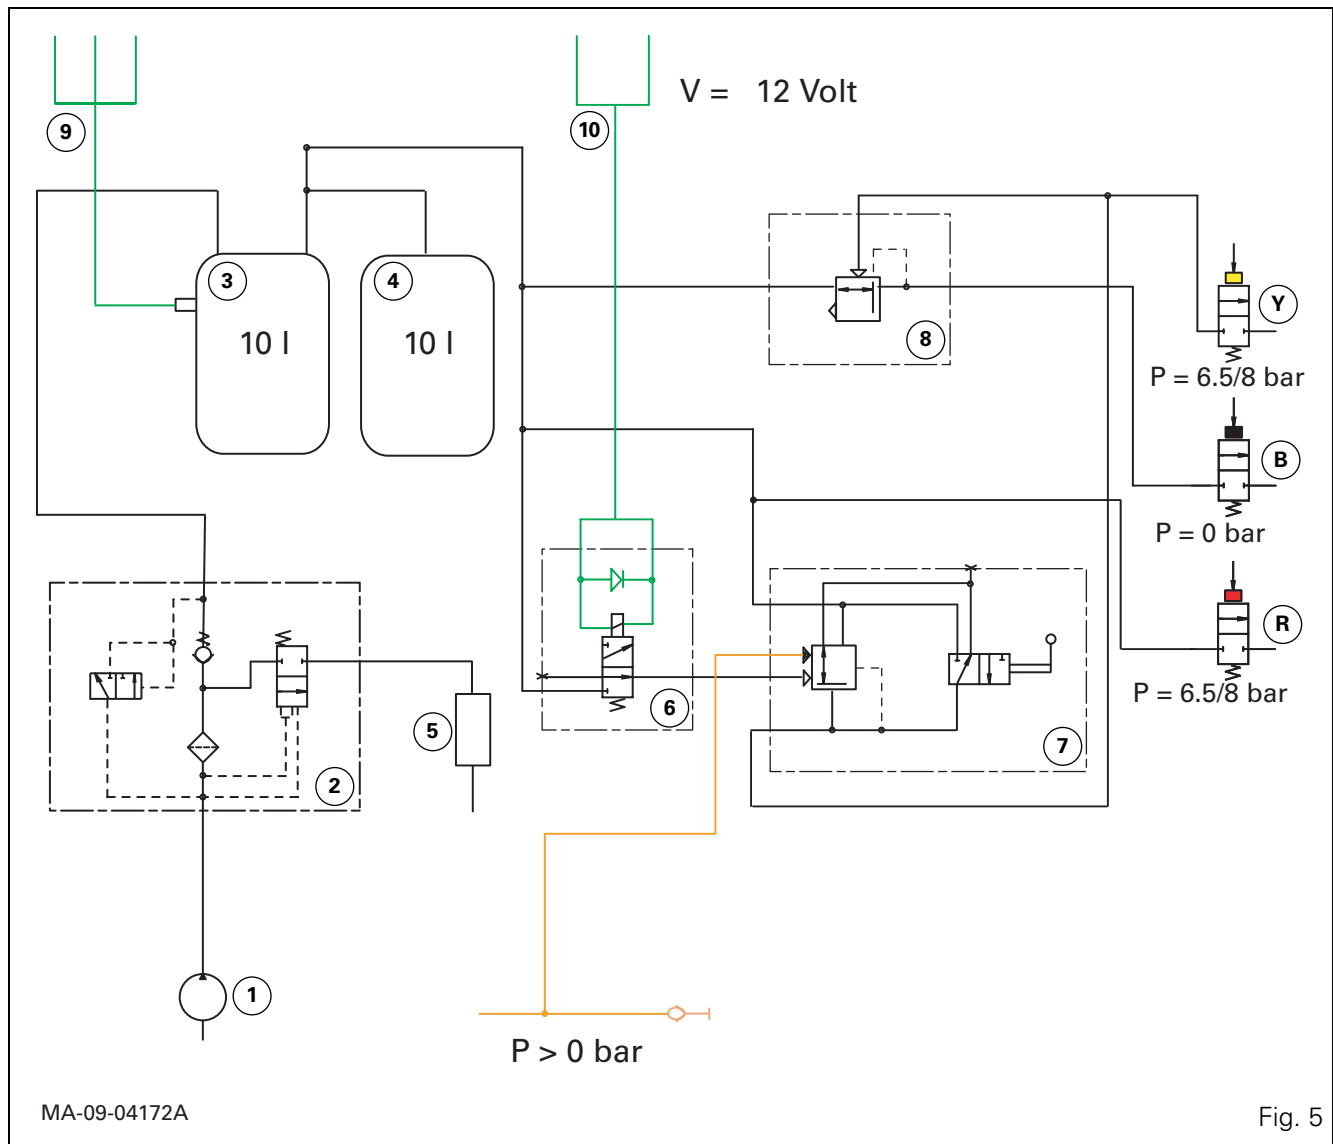 V = 12 Volt
9
10
3
4
10 l
10 l
8
Y
P = 6.5/8 bar
B
P = 0 bar
R
P = 6.5/8 bar
6
5
7
2
1
P > 0 bar
MA-09-04172A
Fig. 5